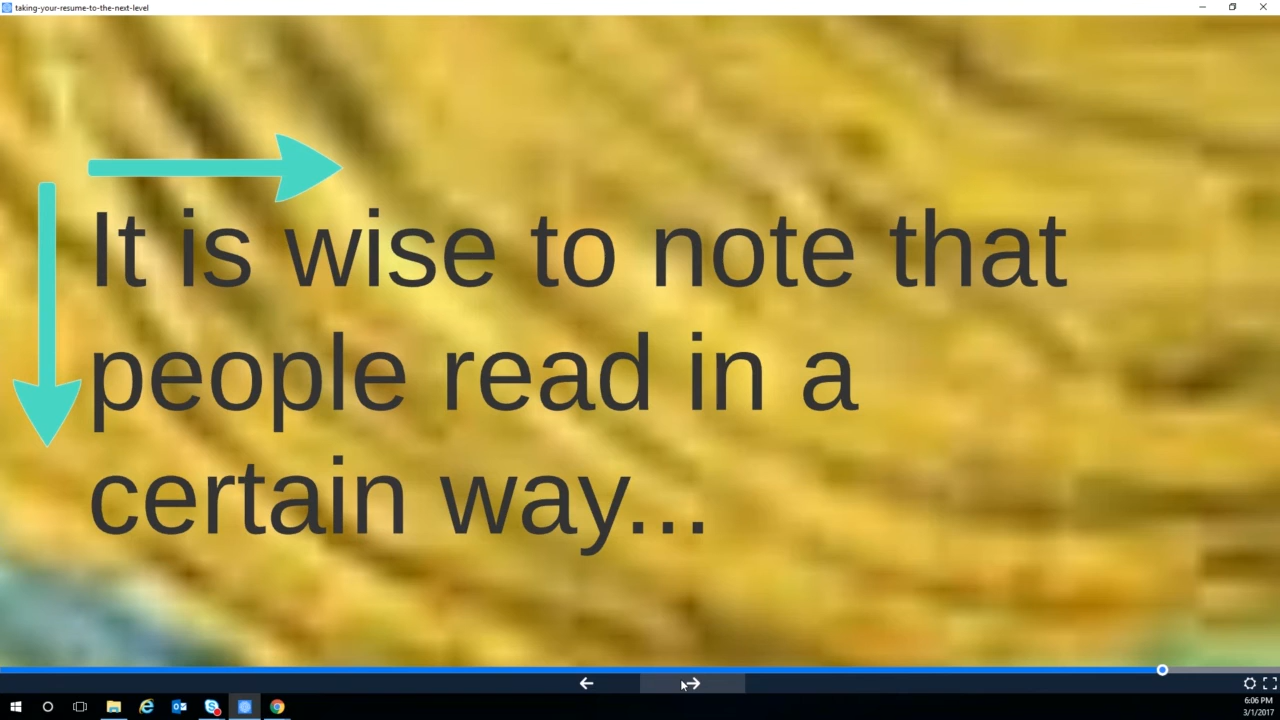 taking-your-resume-to-the-next-level
It is wise to note that
people read in a
certain way...
6:06 PM
3/1/2017